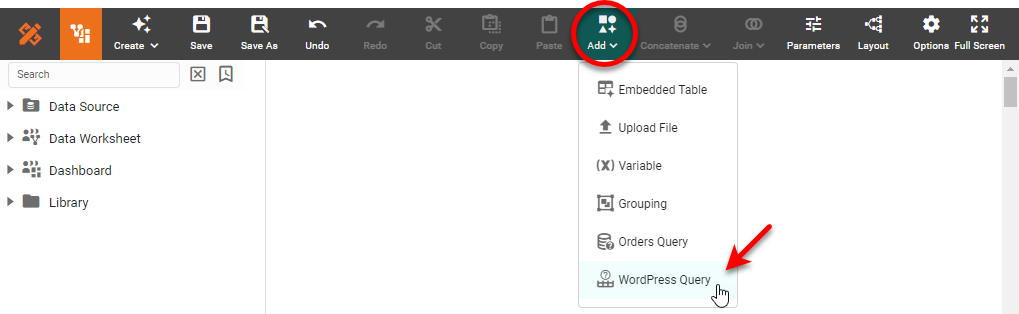 Create Save Save As Undo Redo Cut Copy Paste Add Concatenate Join Parameters Layout Options Full Screen
Search
Data Source
Data Worksheet
Dashboard
Library
Embedded Table
Upload File
Variable
Grouping
Orders Query
WordPress Query